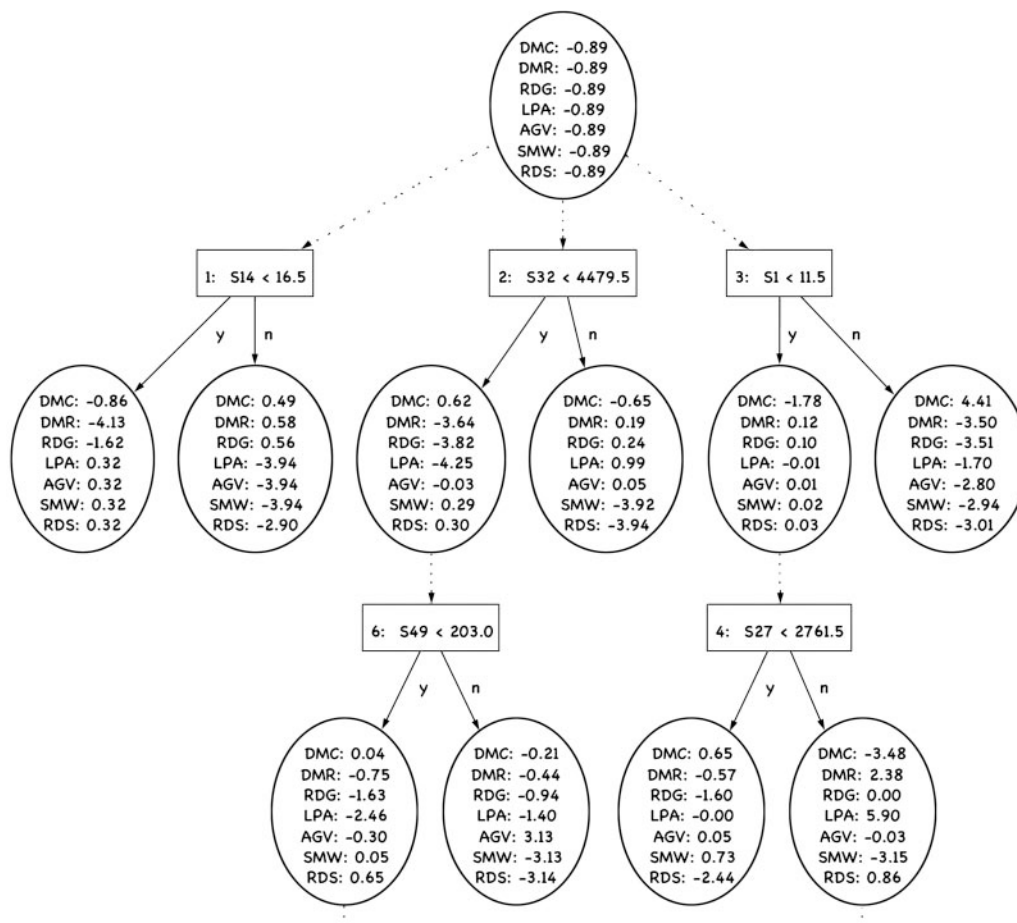 DMC: -0.89
DMR: -0.89
RDG: -0.89
LPA: -0.89
AGV: -0.89
SMW: -0.89
RDS: -0.89
1: S14 < 16.5
2: S32 < 4479.5
3: S1 < 11.5
y
n
y
n
y
n
DMC: -0.86
DMR: -4.13
RDG: -1.62
LPA: 0.32
AGV: 0.32
SMW: 0.32
RDS: 0.32
DMC: 0.49
DMR: 0.58
RDG: 0.56
LPA: -3.94
AGV: -3.94
SMW: -3.94
RDS: -2.90
DMC: 0.62
DMR: -3.64
RDG: -3.82
LPA: -4.25
AGV: -0.03
SMW: 0.29
RDS: 0.30
DMC: -0.65
DMR: 0.19
RDG: 0.24
LPA: 0.99
AGV: 0.05
SMW: -3.92
RDS: -3.94
DMC: -1.78
DMR: 0.12
RDG: 0.10
LPA: -0.01
AGV: 0.01
SMW: 0.02
RDS: 0.03
DMC: 4.41
DMR: -3.50
RDG: -3.51
LPA: -1.70
AGV: -2.80
SMW: -2.94
RDS: -3.01
6: S49 < 203.0
4: S27 < 2761.5
y
n
y
n
DMC: 0.04
DMR: -0.75
RDG: -1.63
LPA: -2.46
AGV: -0.30
SMW: 0.05
RDS: 0.65
DMC: -0.21
DMR: -0.44
RDG: -0.94
LPA: -1.40
AGV: 3.13
SMW: -3.13
RDS: -3.14
DMC: 0.65
DMR: -0.57
RDG: -1.60
LPA: -0.00
AGV: 0.05
SMW: 0.73
RDS: -2.44
DMC: -3.48
DMR: 2.38
RDG: 0.00
LPA: 5.90
AGV: -0.03
SMW: -3.15
RDS: 0.86